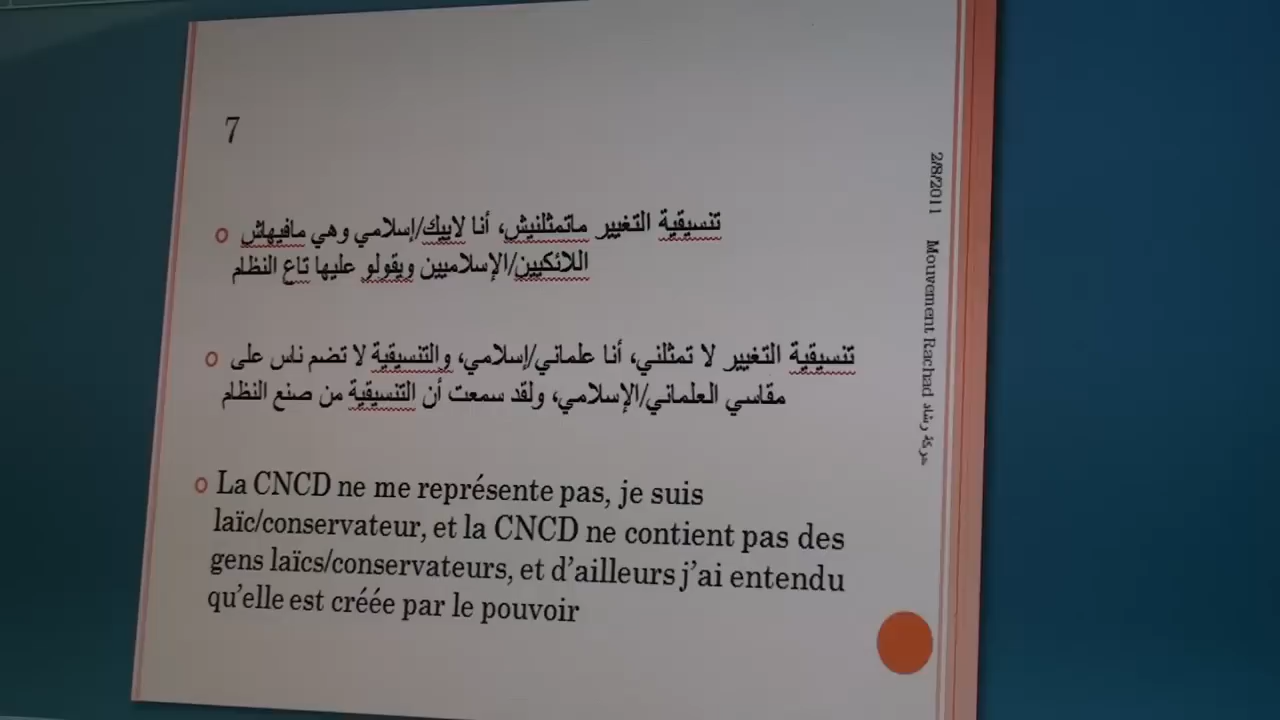 7
تنسيقية التغيير ماتمثلنيش، أنا لاييك/إسلامي وهي مافيهاش
اللائكيين/الإسلاميين ويقولو عليها تاع النظام
تنسيقية التغيير لا تمثلني، أنا علماني/إسلامي، والتنسيقية لا تضم ناس على
مقاسي العلماني/الإسلامي، ولقد سمعت أن التنسيقية من صنع النظام
La CNCD ne me représente pas, je suis
laïc/conservateur, et la CNCD ne contient pas des
gens laïcs/conservateurs, et d'ailleurs j'ai entendu
qu'elle est créée par le pouvoir
2/8/2011 Mouvement Rachad حركة رشاد